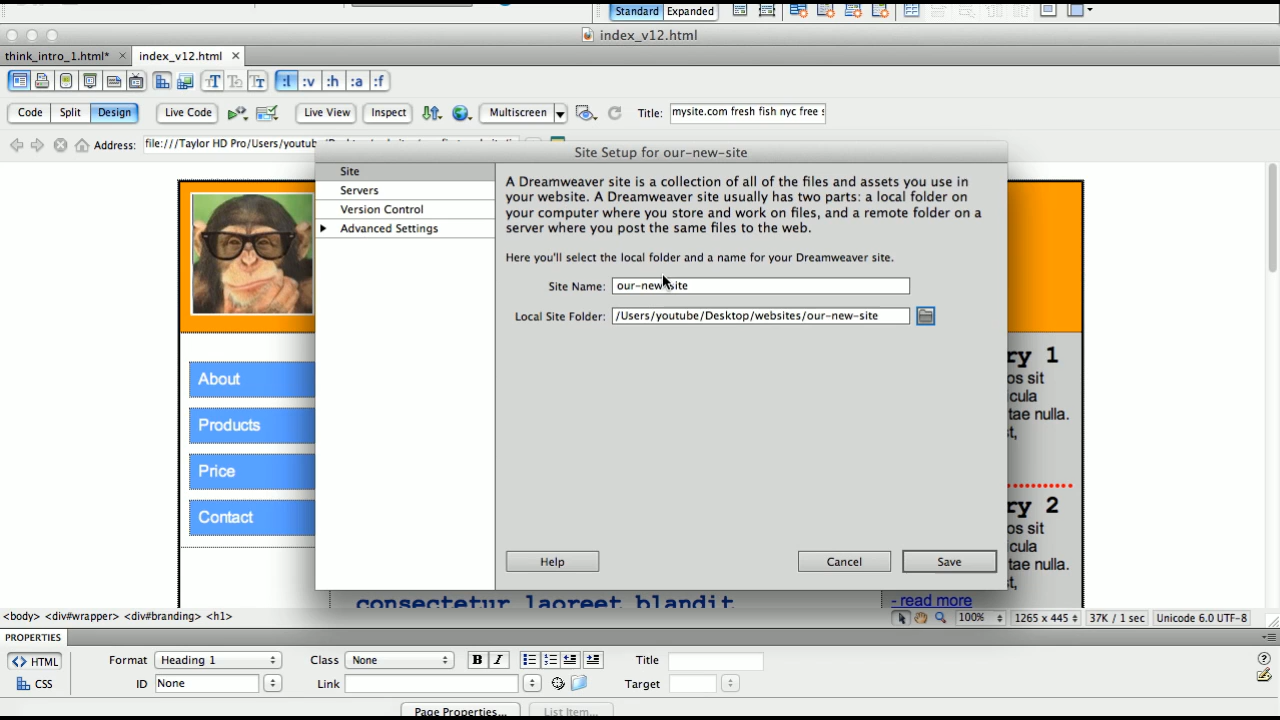 Standard Expanded
index_v12.html
think_intro_1.html* × index_v12.html ×
:l :v :h :a :f
Code Split Design Live Code Live View Inspect Multiscreen Title: mysite.com fresh fish nyc free
Address: file:///Taylor HD Pro/Users/youtub
Site Setup for our-new-site
Site
Servers
Version Control
Advanced Settings
A Dreamweaver site is a collection of all of the files and assets you use in
your website. A Dreamweaver site usually has two parts: a local folder on
your computer where you store and work on files, and a remote folder on a
server where you post the same files to the web.
Here you'll select the local folder and a name for your Dreamweaver site.
Site Name: our-new-site
Local Site Folder: /Users/youtube/Desktop/websites/our-new-site
Help Cancel Save
About
Products
Price
Contact
ry 1
os sit
cula
tae nulla.
t,
ry 2
os sit
cula
tae nulla.
t,
- read more
consectetur laoreet blandit
<body> <div#wrapper> <div#branding> <h1>
100% 1265 x 445 37K / 1 sec Unicode 6.0 UTF-8
PROPERTIES
<> HTML Format Heading 1 Class None B I Title
CSS ID None Link Target
Page Properties... List Item...